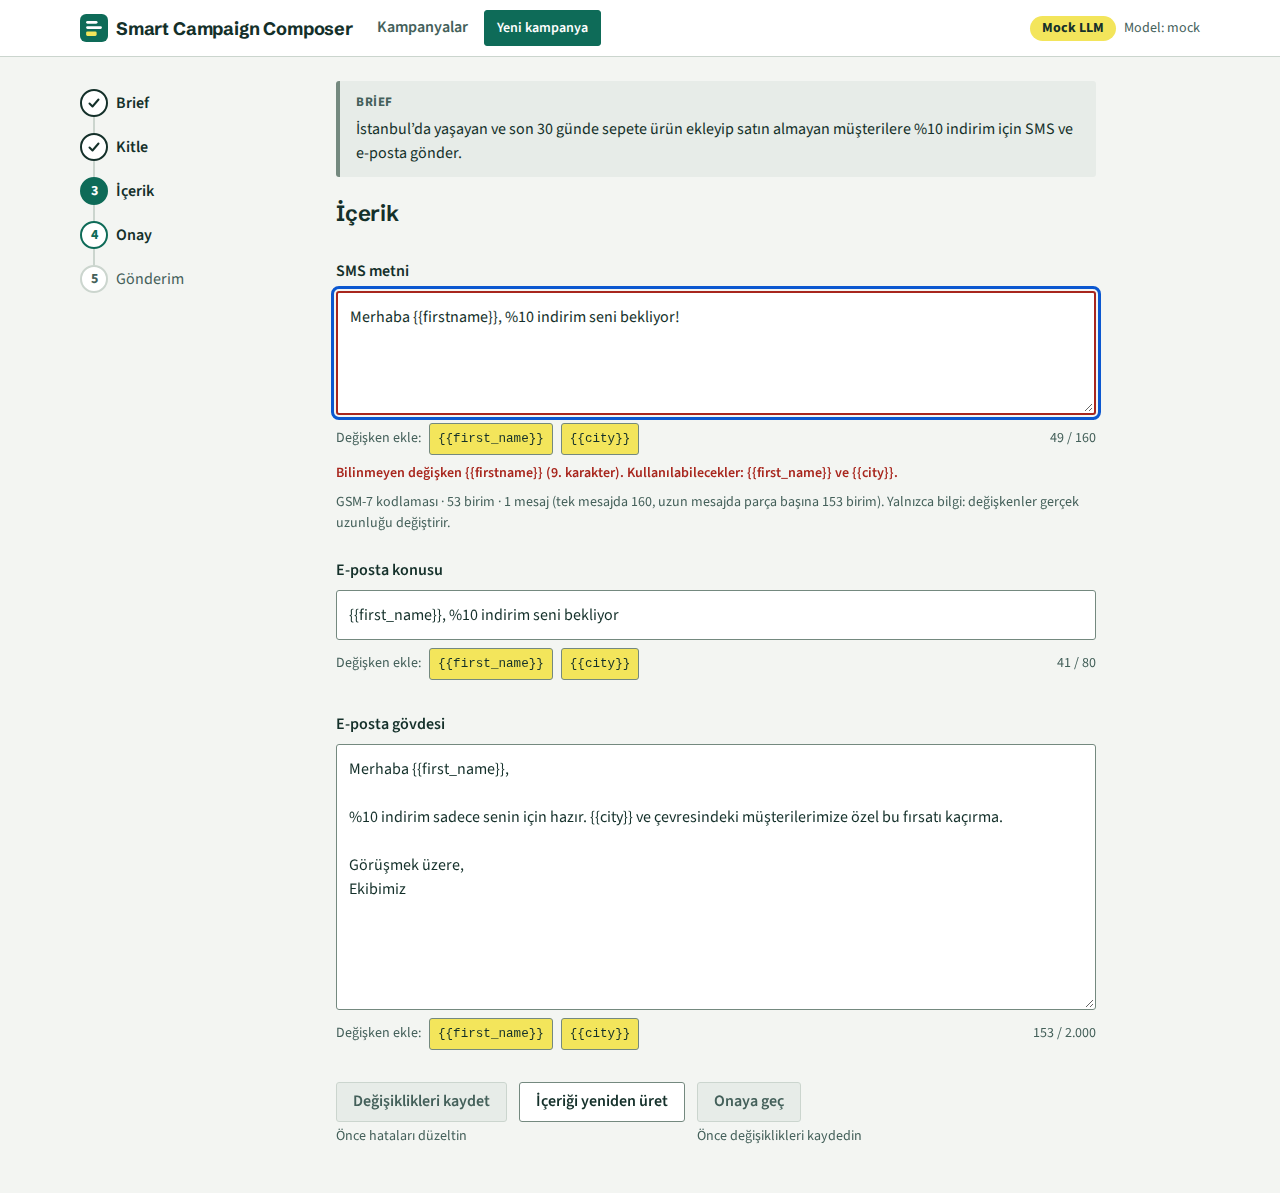 Smart Campaign Composer
Kampanyalar
Yeni kampanya
Mock LLM
Model: mock
Brief
Kitle
3 İçerik
4 Onay
5 Gönderim
BRİEF
İstanbul’da yaşayan ve son 30 günde sepete ürün ekleyip satın almayan müşterilere %10 indirim için SMS ve
e-posta gönder.
İçerik
SMS metni
Merhaba {{firstname}}, %10 indirim seni bekliyor!
Değişken ekle: {{first_name}} {{city}} 49 / 160
Bilinmeyen değişken {{firstname}} (9. karakter). Kullanılabilecekler: {{first_name}} ve {{city}}.
GSM-7 kodlaması · 53 birim · 1 mesaj (tek mesajda 160, uzun mesajda parça başına 153 birim). Yalnızca bilgi: değişkenler gerçek
uzunluğu değiştirir.
E-posta konusu
{{first_name}}, %10 indirim seni bekliyor
Değişken ekle: {{first_name}} {{city}} 41 / 80
E-posta gövdesi
Merhaba {{first_name}},
%10 indirim sadece senin için hazır. {{city}} ve çevresindeki müşterilerimize özel bu fırsatı kaçırma.
Görüşmek üzere,
Ekibimiz
Değişken ekle: {{first_name}} {{city}} 153 / 2.000
Değişiklikleri kaydet
İçeriği yeniden üret
Onaya geç
Önce hataları düzeltin
Önce değişiklikleri kaydedin